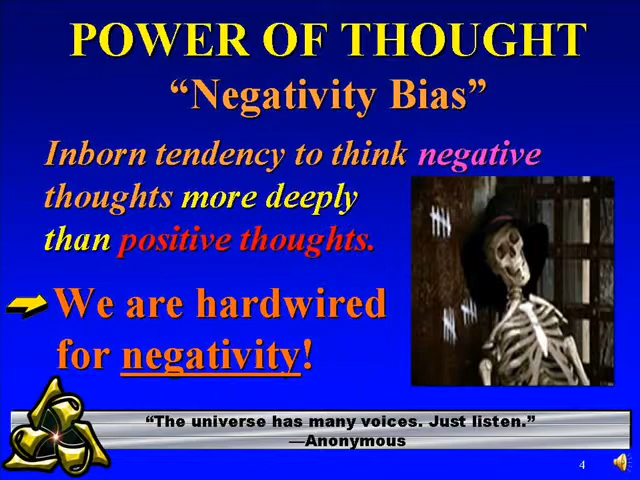 POWER OF THOUGHT
“Negativity Bias”
Inborn tendency to think negative
thoughts more deeply
than positive thoughts.
We are hardwired
for negativity!
“The universe has many voices. Just listen.”
—Anonymous
4